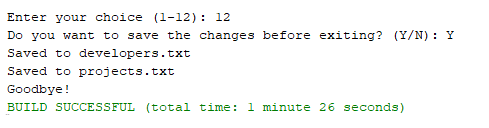 Enter your choice (1-12): 12
Do you want to save the changes before exiting? (Y/N): Y
Saved to developers.txt
Saved to projects.txt
Goodbye!
BUILD SUCCESSFUL (total time: 1 minute 26 seconds)